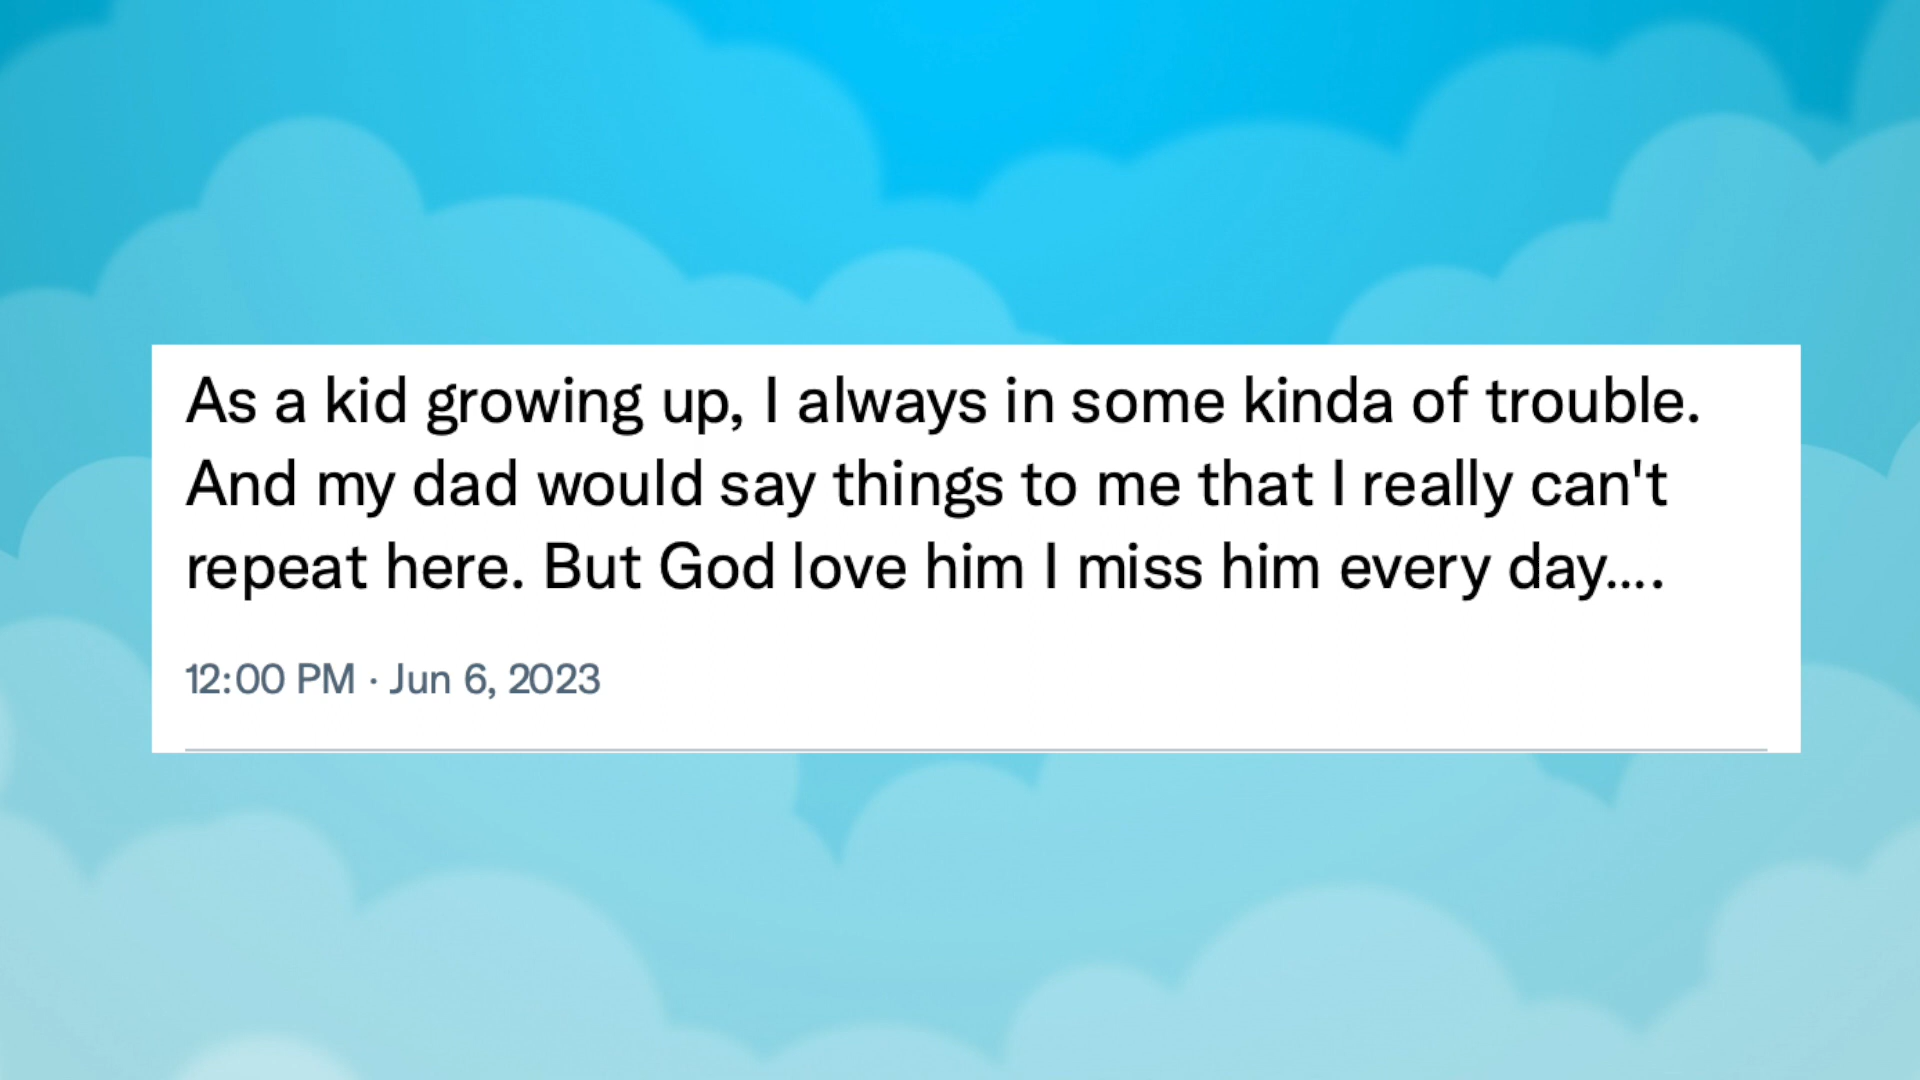 As a kid growing up, I always in some kinda of trouble.
And my dad would say things to me that I really can't
repeat here. But God love him I miss him every day....
12:00 PM · Jun 6, 2023